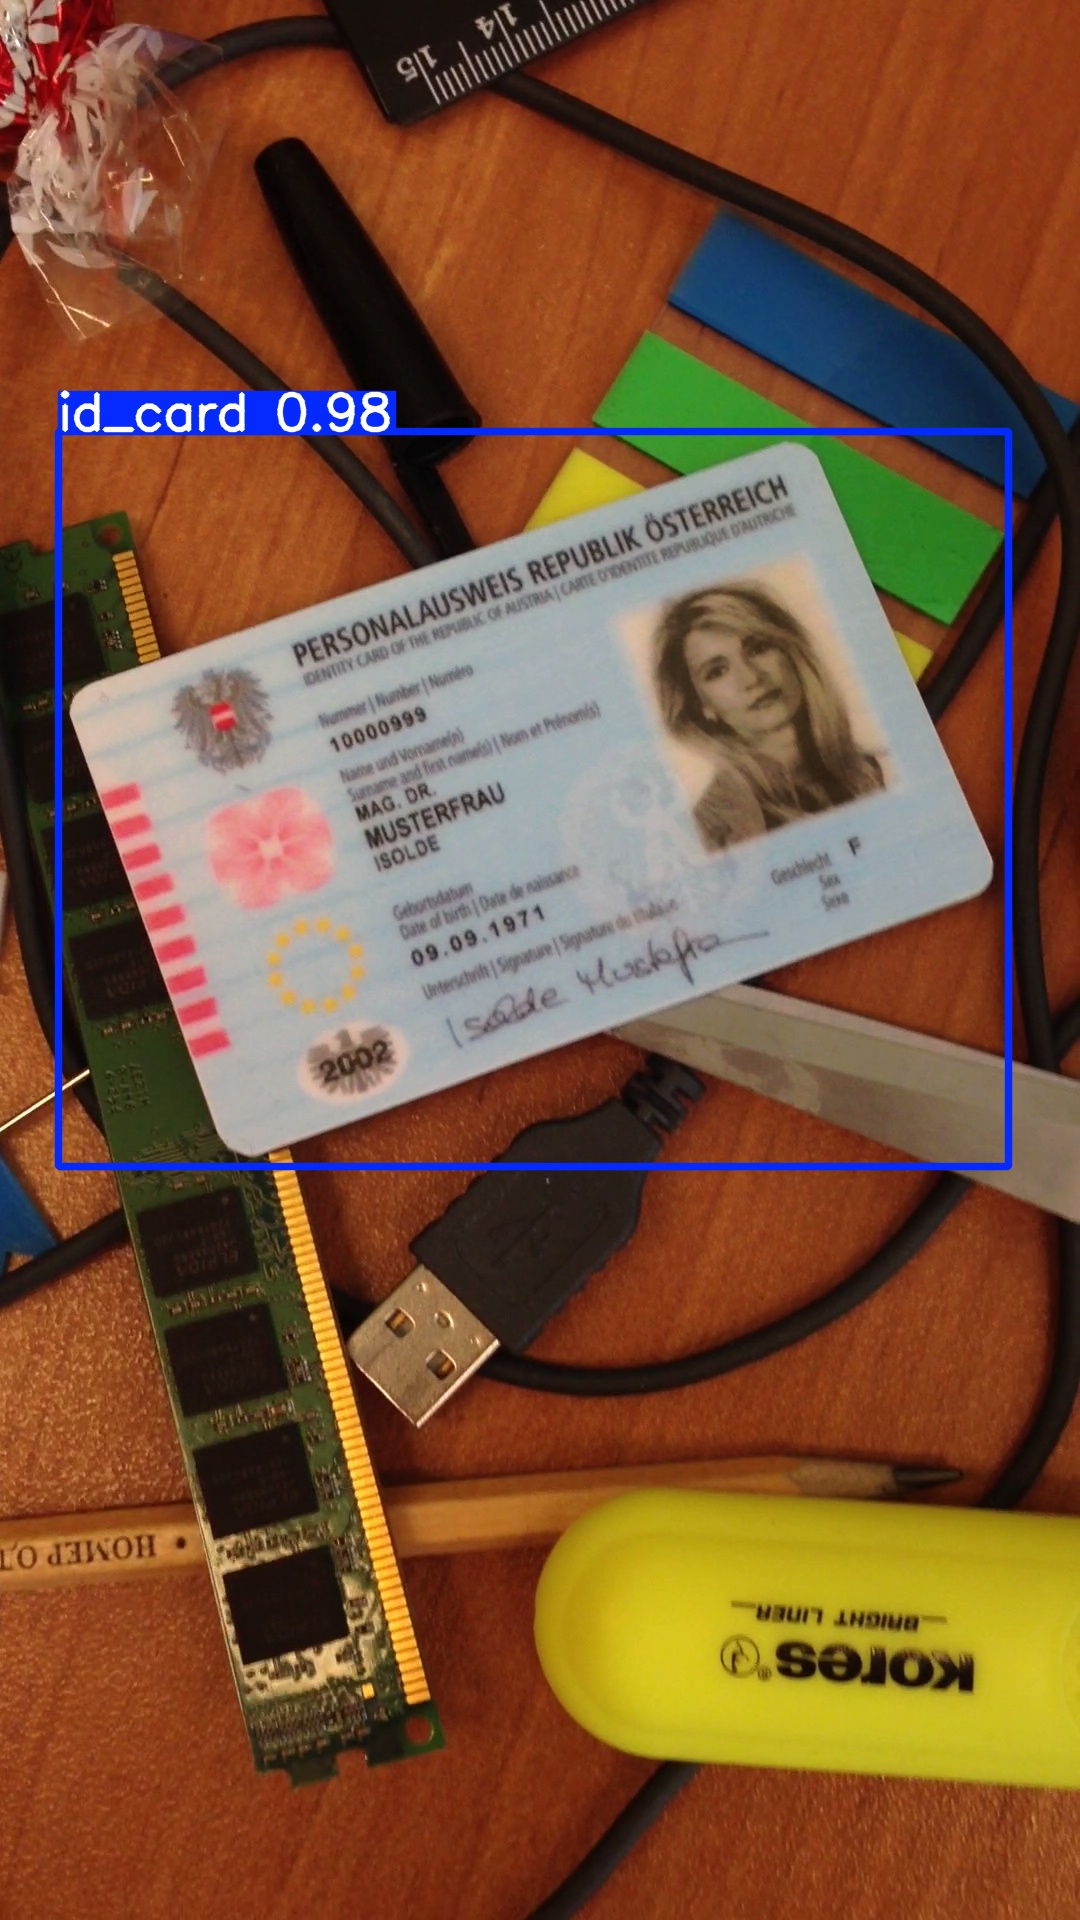 15 14
id_card 0.98
PERSONALAUSWEIS REPUBLIK ÖSTERREICH
IDENTITY CARD OF THE REPUBLIC OF AUSTRIA | CARTE D'IDENTITE REPUBLIQUE D'AUTRICHE
Nummer | Number | Numéro
10000999
Name und Vorname(n)
Surname and first name(s) | Nom et Prénom(s)
MAG. DR.
MUSTERFRAU
ISOLDE
Geburtsdatum
Date of birth | Date de naissance
09.09.1971
Geschlecht F
Sex
Sexe
Unterschrift | Signature | Signature du titulaire
Isolde Musterfrau
2002
HOMEP
Kores
BRIGHT LINER